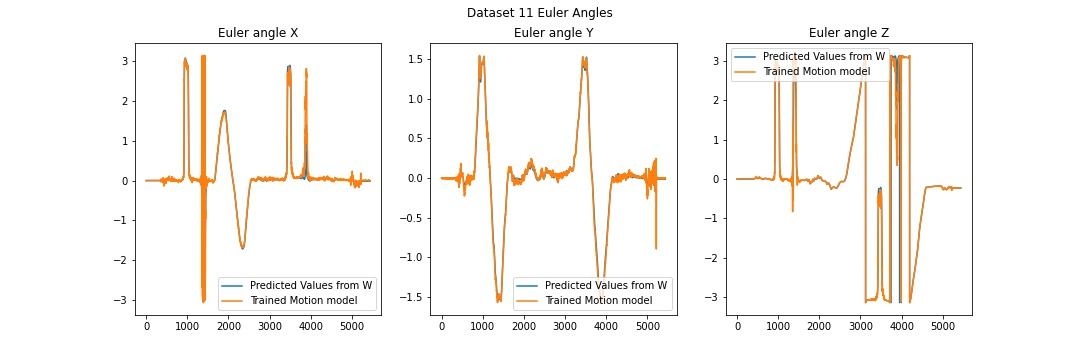 Dataset 11 Euler Angles
Euler angle X
3
2
1
0
−1
−2
−3
0 1000 2000 3000 4000 5000
Predicted Values from W
Trained Motion model
Euler angle Y
1.5
1.0
0.5
0.0
−0.5
−1.0
−1.5
0 1000 2000 3000 4000 5000
Predicted Values from W
Trained Motion model
Euler angle Z
Predicted Values from W
Trained Motion model
3
2
1
0
−1
−2
−3
0 1000 2000 3000 4000 5000